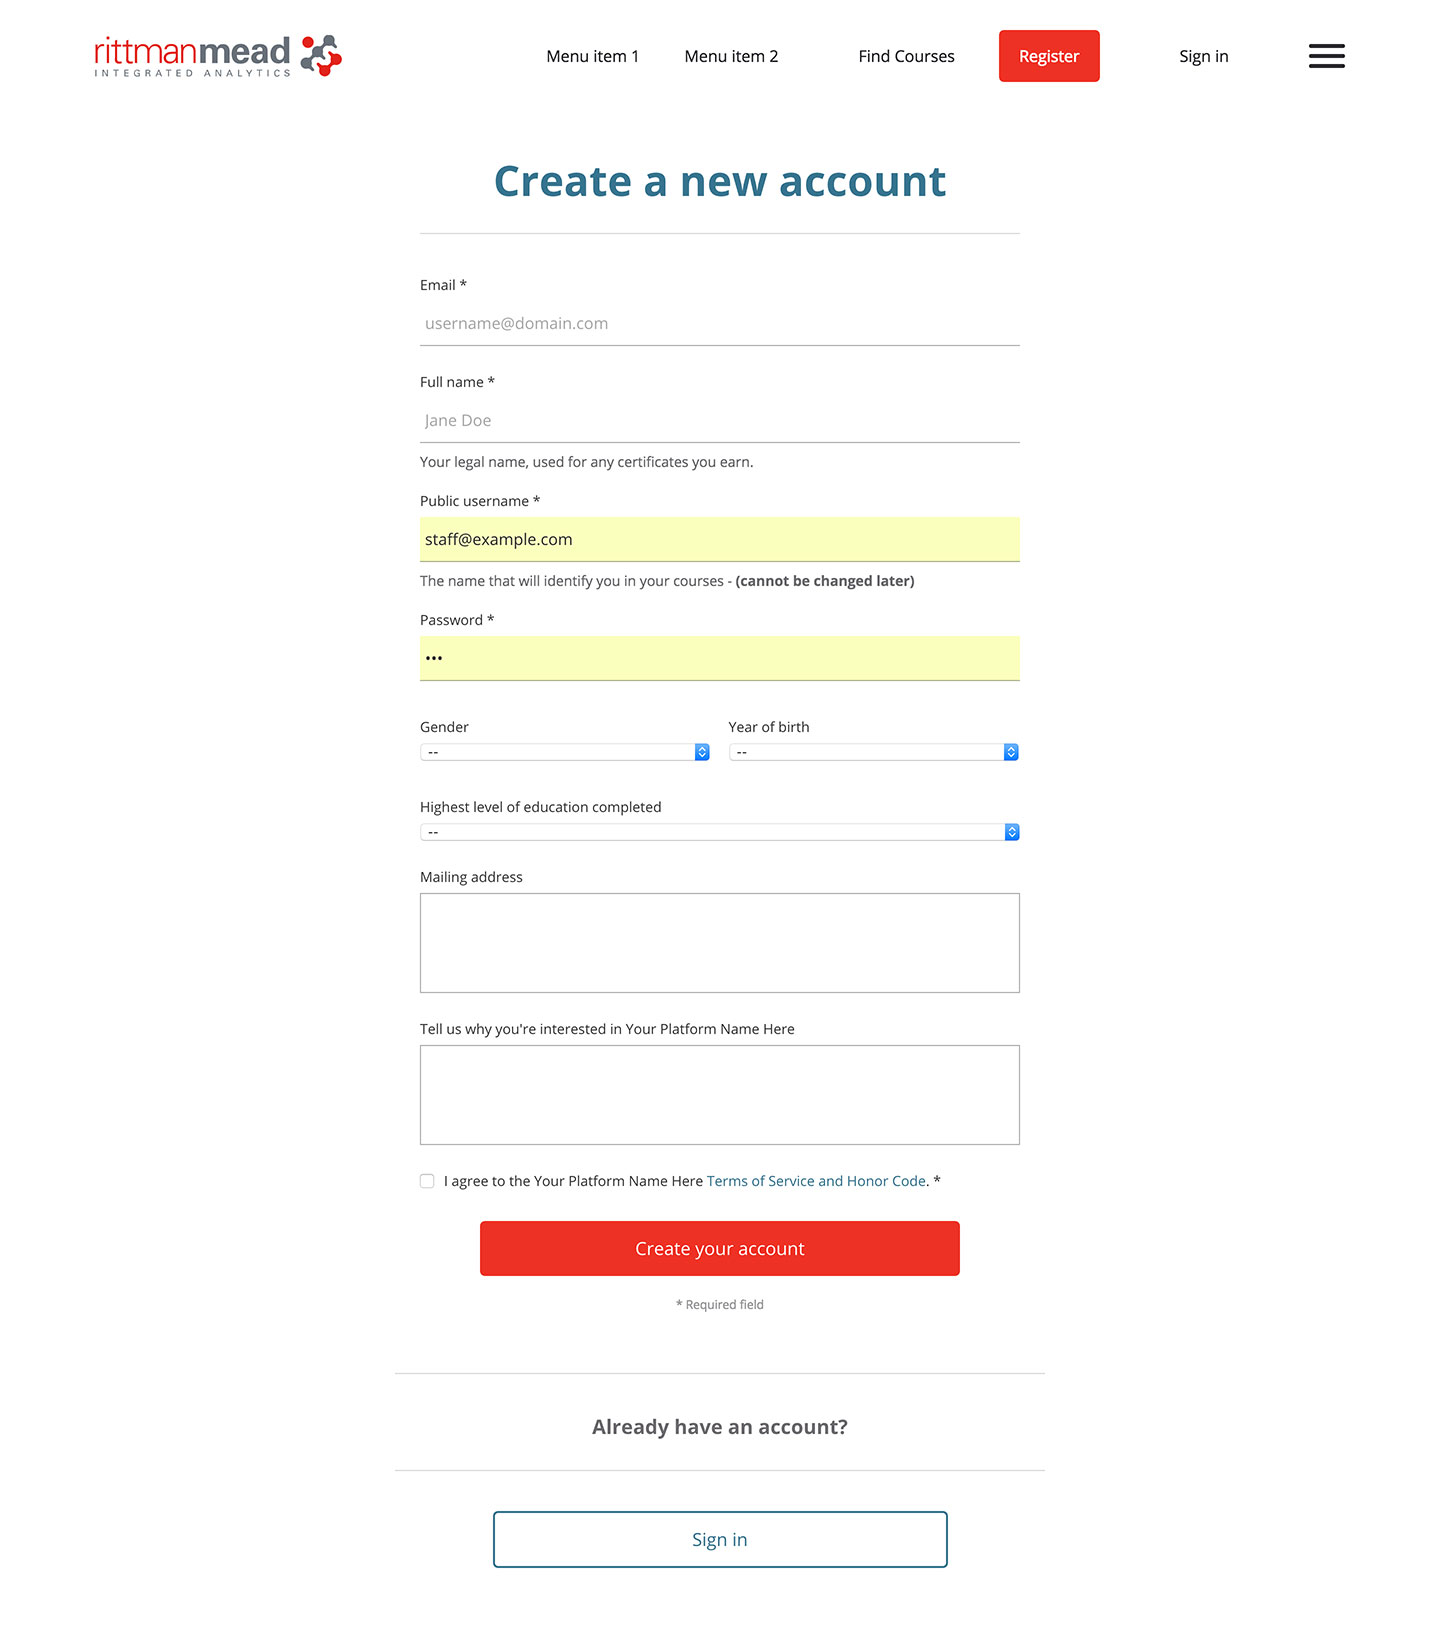 rittmanmead
INTEGRATED ANALYTICS
Menu item 1
Menu item 2
Find Courses
Register
Sign in
Create a new account
Email *
username@domain.com
Full name *
Jane Doe
Your legal name, used for any certificates you earn.
Public username *
staff@example.com
The name that will identify you in your courses - (cannot be changed later)
Password *
•••
Gender
Year of birth
--
--
Highest level of education completed
--
Mailing address
Tell us why you're interested in Your Platform Name Here
I agree to the Your Platform Name Here Terms of Service and Honor Code. *
Create your account
* Required field
Already have an account?
Sign in